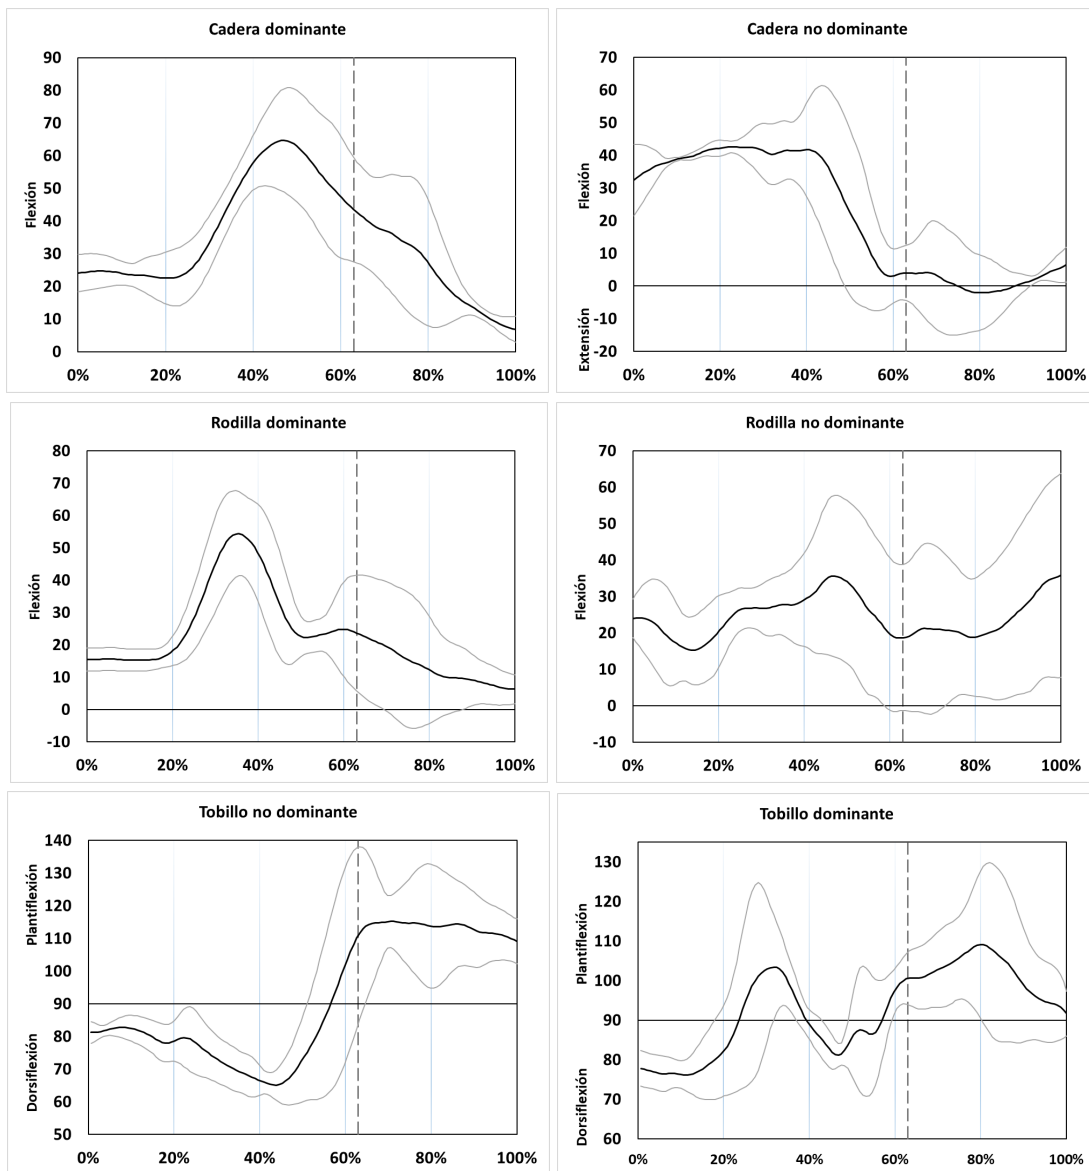 Cadera dominante
Flexión
90
80
70
60
50
40
30
20
10
0
0% 20% 40% 60% 80% 100%
Cadera no dominante
Flexión
Extensión
70
60
50
40
30
20
10
0
-10
-20
0% 20% 40% 60% 80% 100%
Rodilla dominante
Flexión
80
70
60
50
40
30
20
10
0
-10
0% 20% 40% 60% 80% 100%
Rodilla no dominante
Flexión
70
60
50
40
30
20
10
0
-10
0% 20% 40% 60% 80% 100%
Tobillo no dominante
Plantiflexión
Dorsiflexión
140
130
120
110
100
90
80
70
60
50
0% 20% 40% 60% 80% 100%
Tobillo dominante
Plantiflexión
Dorsiflexión
130
120
110
100
90
80
70
60
0% 20% 40% 60% 80% 100%